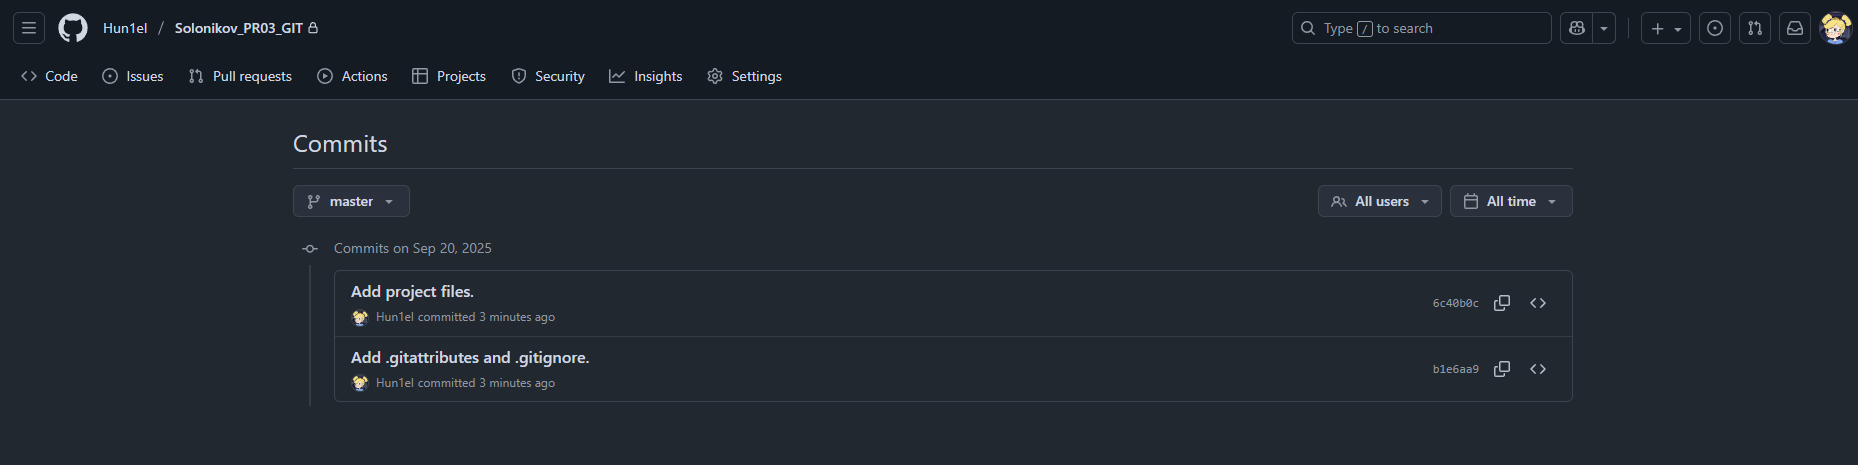 Hun1el / Solonikov_PR03_GIT
Type / to search
Code Issues Pull requests Actions Projects Security Insights Settings
Commits
master
All users All time
Commits on Sep 20, 2025
Add project files.
6c40b0c
Hun1el committed 3 minutes ago
Add .gitattributes and .gitignore.
b1e6aa9
Hun1el committed 3 minutes ago